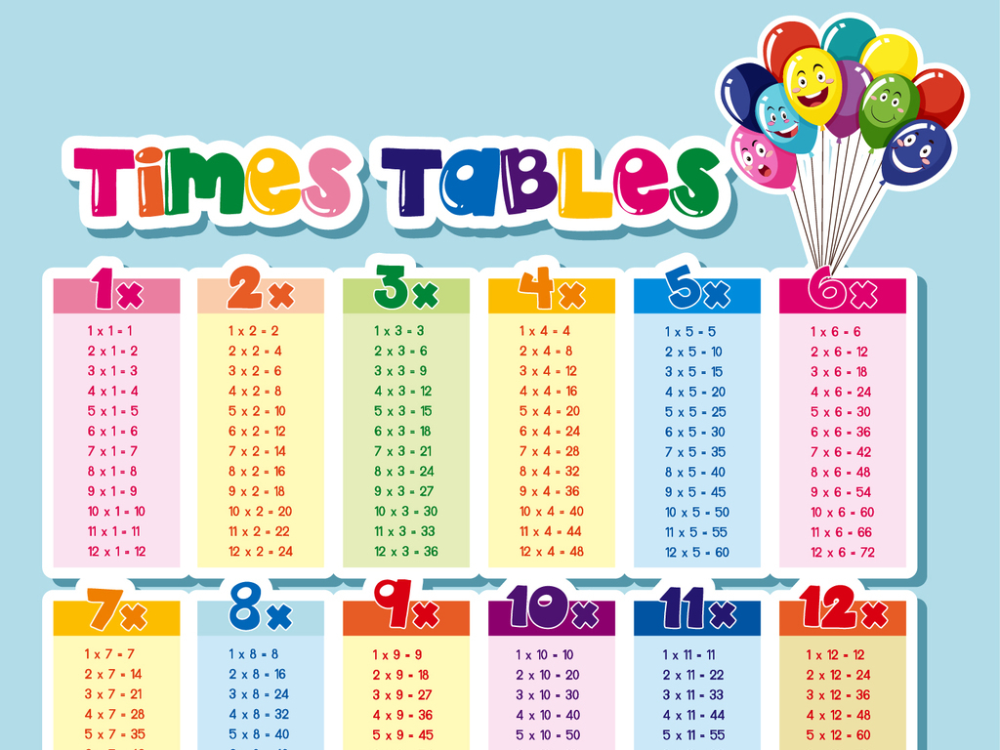 Times Tables
1x
1 x 1 = 1
2 x 1 = 2
3 x 1 = 3
4 x 1 = 4
5 x 1 = 5
6 x 1 = 6
7 x 1 = 7
8 x 1 = 8
9 x 1 = 9
10 x 1 = 10
11 x 1 = 11
12 x 1 = 12
2x
1 x 2 = 2
2 x 2 = 4
3 x 2 = 6
4 x 2 = 8
5 x 2 = 10
6 x 2 = 12
7 x 2 = 14
8 x 2 = 16
9 x 2 = 18
10 x 2 = 20
11 x 2 = 22
12 x 2 = 24
3x
1 x 3 = 3
2 x 3 = 6
3 x 3 = 9
4 x 3 = 12
5 x 3 = 15
6 x 3 = 18
7 x 3 = 21
8 x 3 = 24
9 x 3 = 27
10 x 3 = 30
11 x 3 = 33
12 x 3 = 36
4x
1 x 4 = 4
2 x 4 = 8
3 x 4 = 12
4 x 4 = 16
5 x 4 = 20
6 x 4 = 24
7 x 4 = 28
8 x 4 = 32
9 x 4 = 36
10 x 4 = 40
11 x 4 = 44
12 x 4 = 48
5x
1 x 5 = 5
2 x 5 = 10
3 x 5 = 15
4 x 5 = 20
5 x 5 = 25
6 x 5 = 30
7 x 5 = 35
8 x 5 = 40
9 x 5 = 45
10 x 5 = 50
11 x 5 = 55
12 x 5 = 60
6x
1 x 6 = 6
2 x 6 = 12
3 x 6 = 18
4 x 6 = 24
5 x 6 = 30
6 x 6 = 36
7 x 6 = 42
8 x 6 = 48
9 x 6 = 54
10 x 6 = 60
11 x 6 = 66
12 x 6 = 72
7x
1 x 7 = 7
2 x 7 = 14
3 x 7 = 21
4 x 7 = 28
5 x 7 = 35
8x
1 x 8 = 8
2 x 8 = 16
3 x 8 = 24
4 x 8 = 32
5 x 8 = 40
9x
1 x 9 = 9
2 x 9 = 18
3 x 9 = 27
4 x 9 = 36
5 x 9 = 45
10x
1 x 10 = 10
2 x 10 = 20
3 x 10 = 30
4 x 10 = 40
5 x 10 = 50
11x
1 x 11 = 11
2 x 11 = 22
3 x 11 = 33
4 x 11 = 44
5 x 11 = 55
12x
1 x 12 = 12
2 x 12 = 24
3 x 12 = 36
4 x 12 = 48
5 x 12 = 60